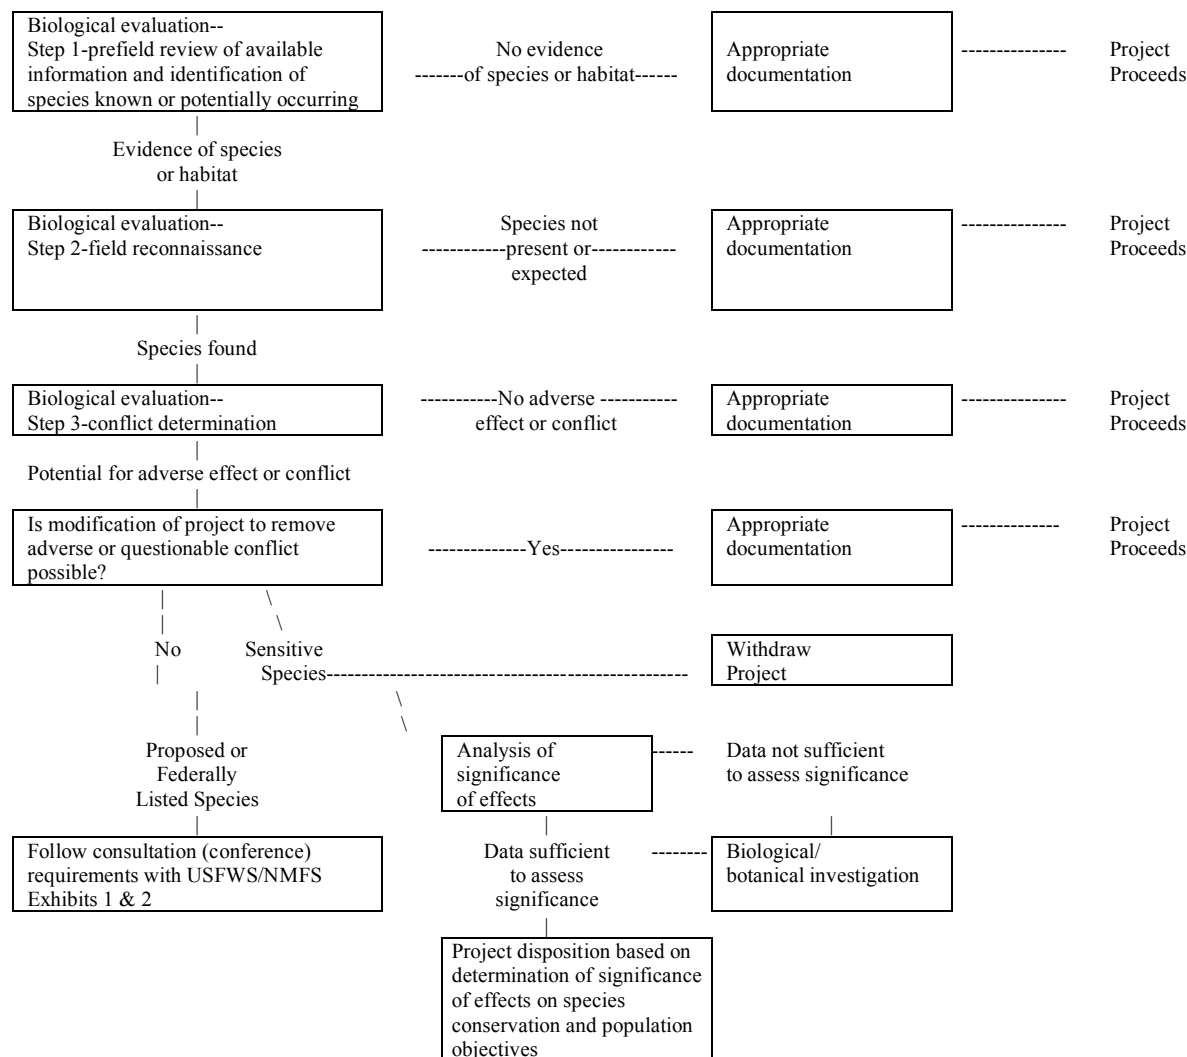 Biological evaluation--
Step 1-prefield review of available
information and identification of
species known or potentially occurring
No evidence
-------of species or habitat------
Appropriate
documentation
---------------
Project
Proceeds
|
Evidence of species
or habitat
|
Biological evaluation--
Step 2-field reconnaissance
Species not
------------present or------------
expected
Appropriate
documentation
---------------
Project
Proceeds
|
Species found
|
Biological evaluation--
Step 3-conflict determination
-----------No adverse -----------
effect or conflict
Appropriate
documentation
---------------
Project
Proceeds
|
Potential for adverse effect or conflict
|
Is modification of project to remove
adverse or questionable conflict
possible?
--------------Yes----------------
Appropriate
documentation
--------------
Project
Proceeds
| \
| \
No Sensitive
| Species---------------------------------------------------
Withdraw
Project
| \
| \
Proposed or
Federally
Listed Species
|
Analysis of
significance
of effects
------
Data not sufficient
to assess significance
| |
Follow consultation (conference)
requirements with USFWS/NMFS
Exhibits 1 & 2
Data sufficient
to assess
significance
--------
Biological/
botanical investigation
|
Project disposition based on
determination of significance
of effects on species
conservation and population
objectives